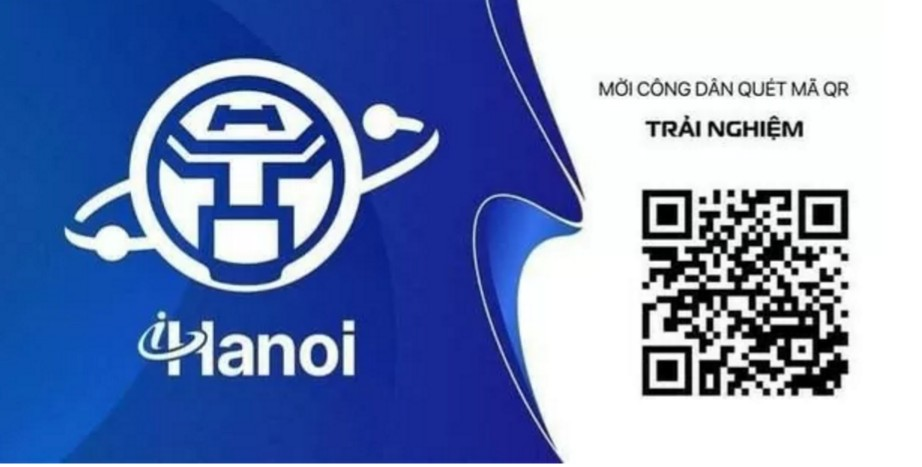 iHanoi
MỜI CÔNG DÂN QUÉT MÃ QR
TRẢI NGHIỆM